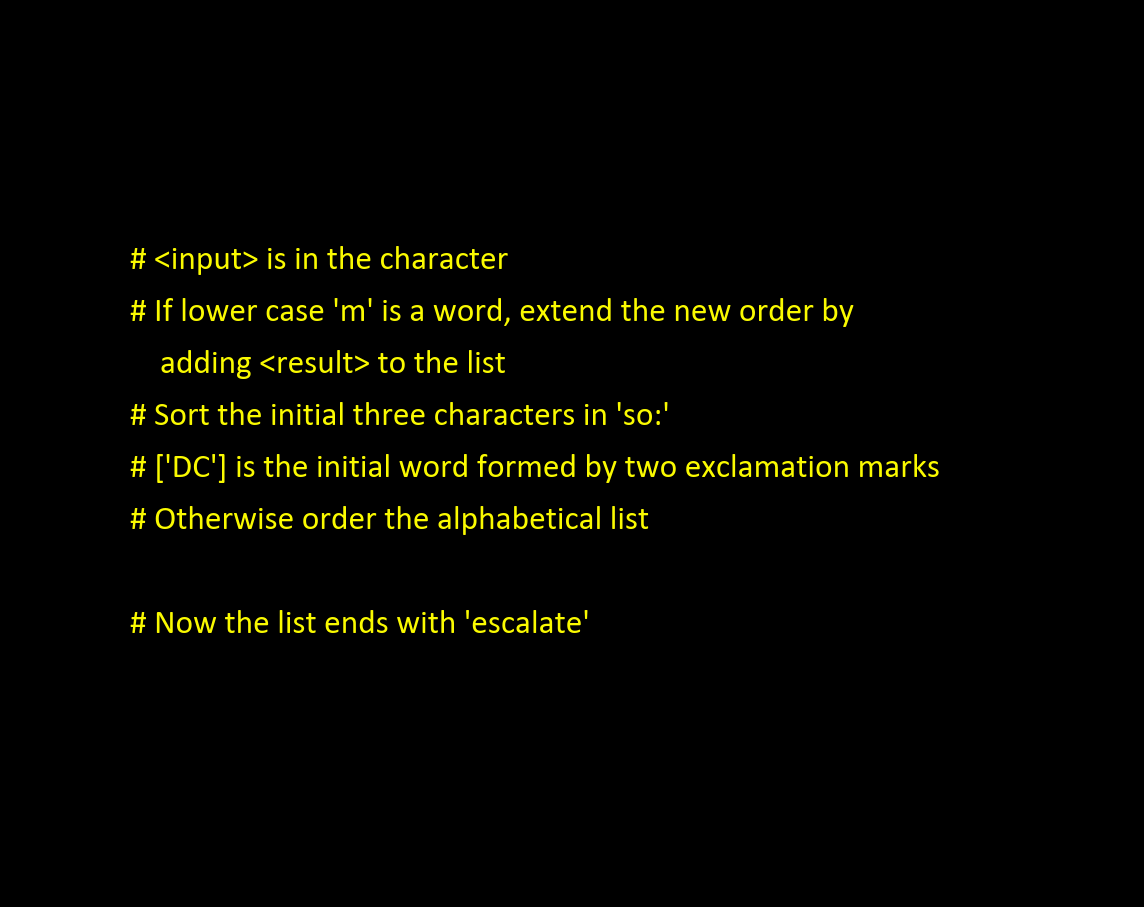 # <input> is in the character
# If lower case 'm' is a word, extend the new order by
adding <result> to the list
# Sort the initial three characters in 'so:'
# ['DC'] is the initial word formed by two exclamation marks
# Otherwise order the alphabetical list
# Now the list ends with 'escalate'